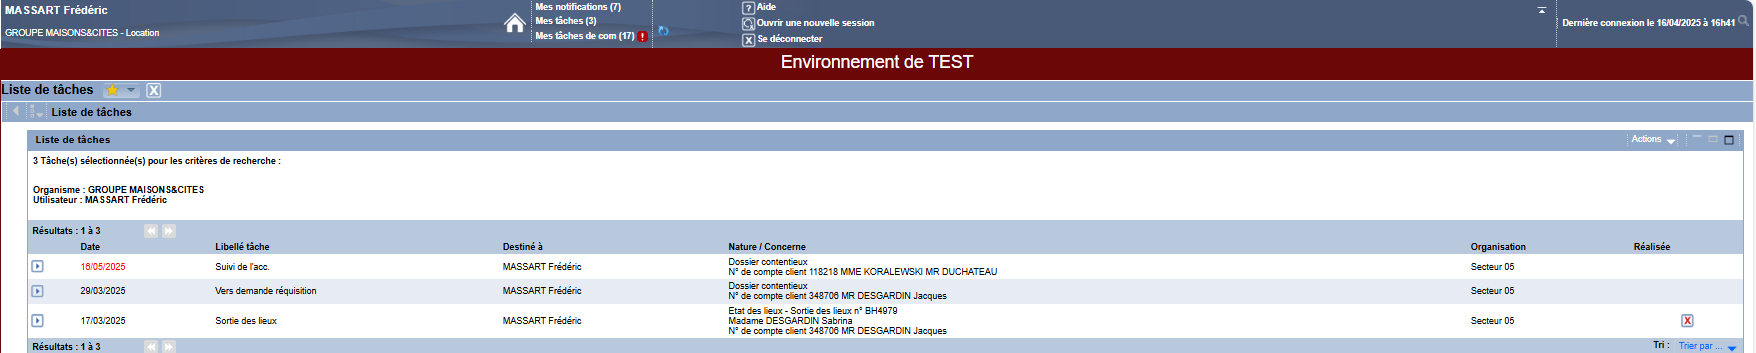 MASSART Frédéric
GROUPE MAISONS&CITES - Location
Mes notifications (7)
Mes tâches (3)
Mes tâches de com (17)
Aide
Ouvrir une nouvelle session
Se déconnecter
Dernière connexion le 16/04/2025 à 16h41
Environnement de TEST
Liste de tâches
Liste de tâches
Liste de tâches
Actions
3 Tâche(s) sélectionnée(s) pour les critères de recherche :
Organisme : GROUPE MAISONS&CITES
Utilisateur : MASSART Frédéric
Résultats : 1 à 3
Date Libellé tâche Destiné à Nature / Concerne Organisation Réalisée
16/05/2025 Suivi de l'acc. MASSART Frédéric Dossier contentieux Secteur 05
N° de compte client 118218 MME KORALEWSKI MR DUCHATEAU
29/03/2025 Vers demande réquisition MASSART Frédéric Dossier contentieux Secteur 05
N° de compte client 348706 MR DESGARDIN Jacques
17/03/2025 Sortie des lieux MASSART Frédéric Etat des lieux - Sortie des lieux n° BH4979 Secteur 05
Madame DESGARDIN Sabrina
N° de compte client 348706 MR DESGARDIN Jacques
Résultats : 1 à 3
Tri : Trier par ...